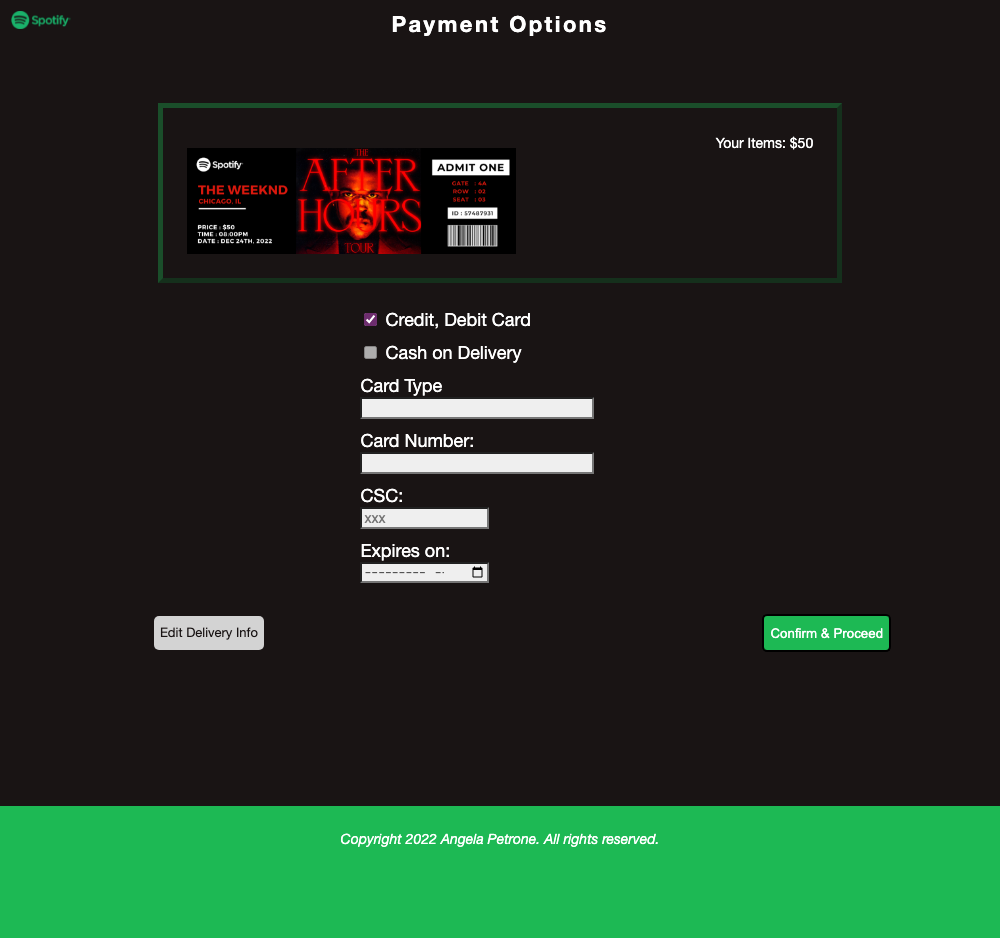 Spotify
Payment Options
Your Items: $50
Spotify
THE WEEKND
CHICAGO, IL
PRICE : $50
TIME : 08:00PM
DATE : DEC 24TH, 2022
THE
AFTER
HOURS
TOUR
ADMIT ONE
GATE : 4A
ROW : 02
SEAT : 03
ID : 57487931
Credit, Debit Card
Cash on Delivery
Card Type
Card Number:
CSC:
xxx
Expires on:
--------- --
Edit Delivery Info
Confirm & Proceed
Copyright 2022 Angela Petrone. All rights reserved.